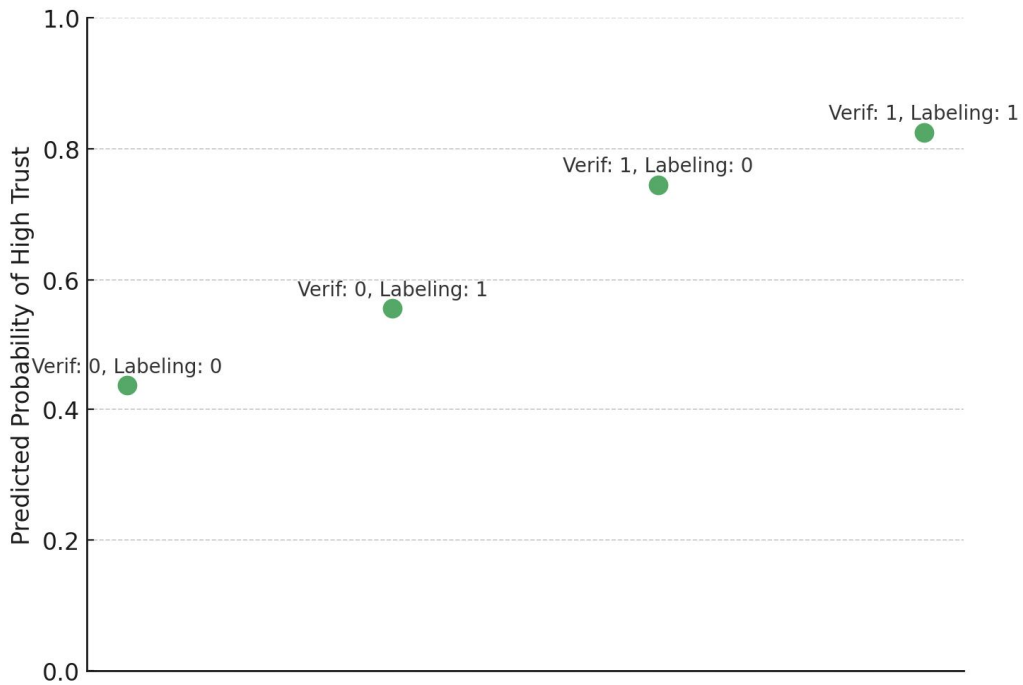 Predicted Probability of High Trust
1.0
0.8
0.6
0.4
0.2
0.0
Verif: 0, Labeling: 0
Verif: 0, Labeling: 1
Verif: 1, Labeling: 0
Verif: 1, Labeling: 1